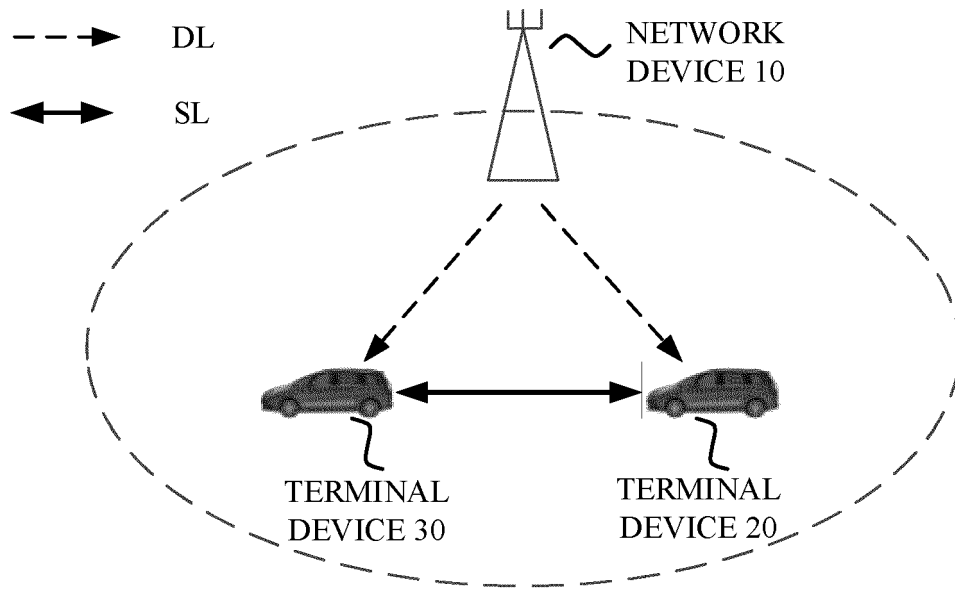 DL
SL
NETWORK
DEVICE 10
TERMINAL
DEVICE 30
TERMINAL
DEVICE 20